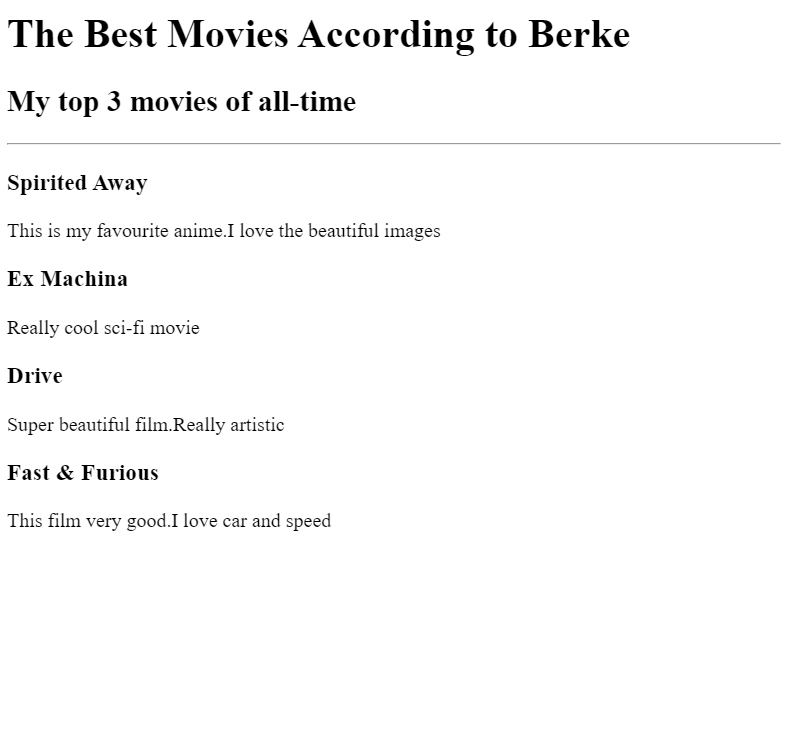 The Best Movies According to Berke
My top 3 movies of all-time
Spirited Away
This is my favourite anime.I love the beautiful images
Ex Machina
Really cool sci-fi movie
Drive
Super beautiful film.Really artistic
Fast & Furious
This film very good.I love car and speed